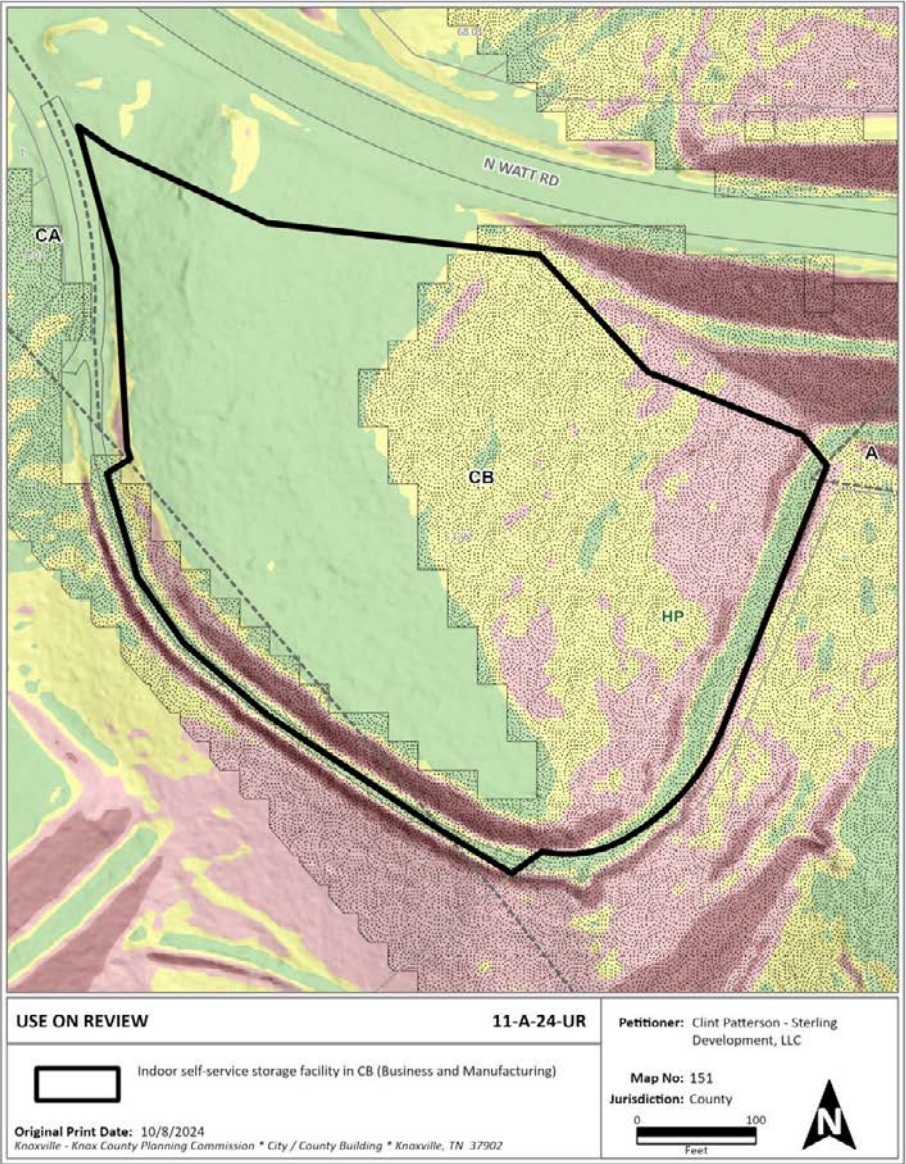 68.01
N WATT RD
CA
CB
A
HP
USE ON REVIEW
11-A-24-UR
Indoor self-service storage facility in CB (Business and Manufacturing)
Original Print Date: 10/8/2024
Knoxville - Knox County Planning Commission * City / County Building * Knoxville, TN 37902
Petitioner: Clint Patterson - Sterling
Development, LLC
Map No: 151
Jurisdiction: County
0 100
Feet
N